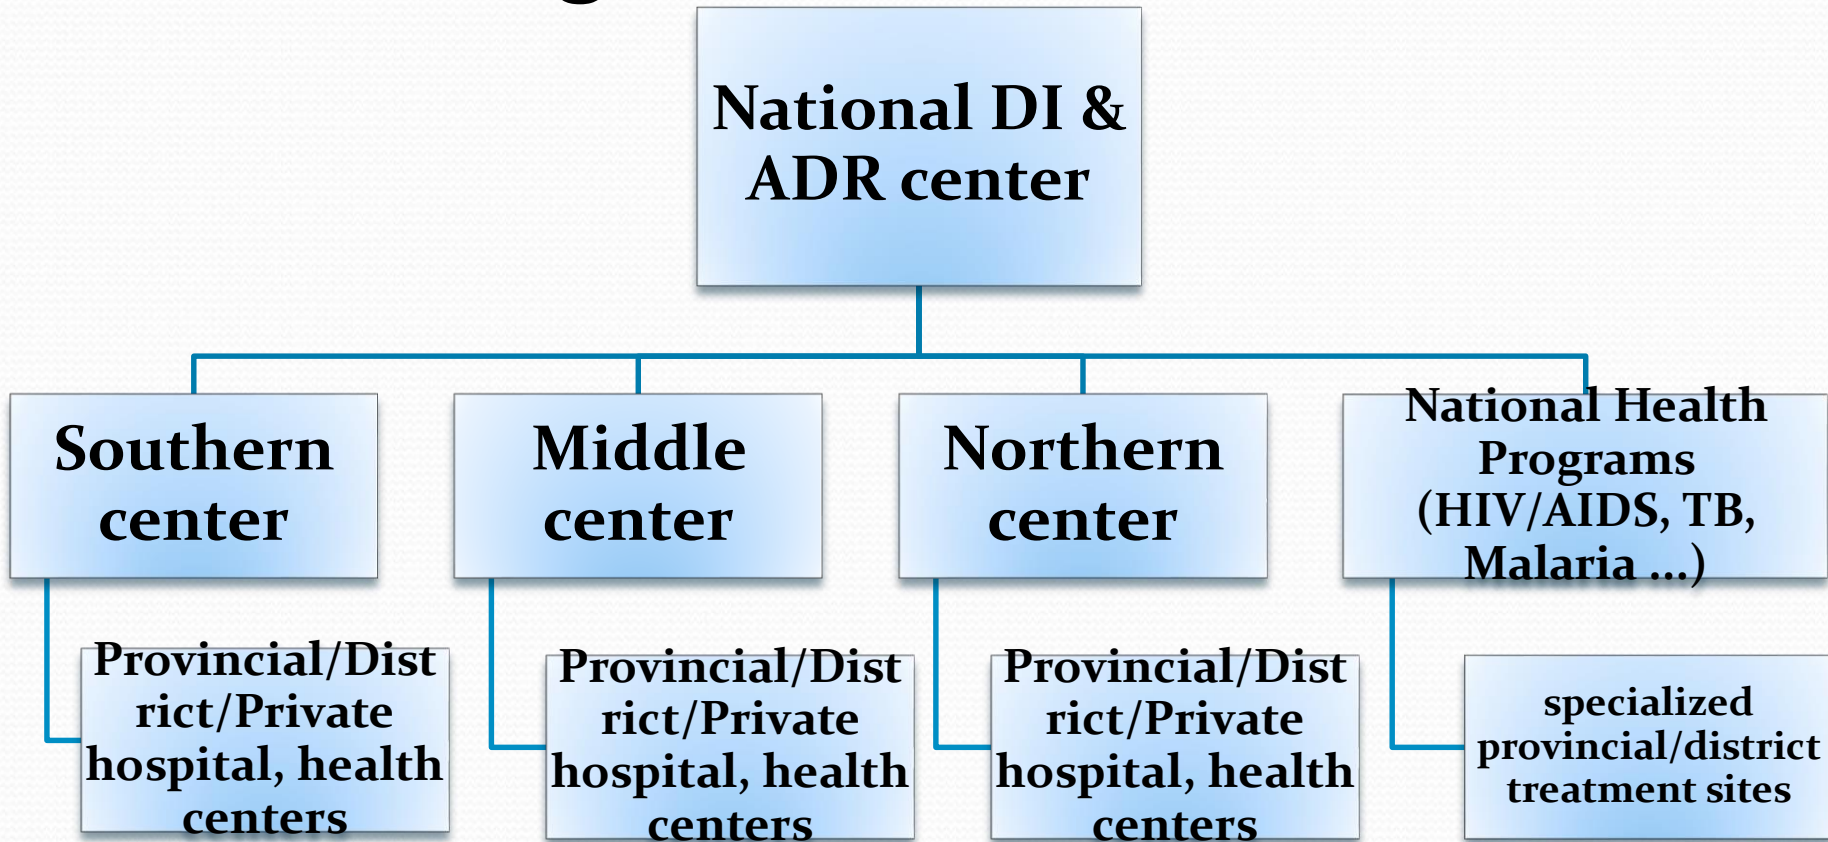 National DI &
ADR center
Southern
center
Middle
center
Northern
center
National Health
Programs
(HIV/AIDS, TB,
Malaria ...)
Provincial/Dist
rict/Private
hospital, health
centers
Provincial/Dist
rict/Private
hospital, health
centers
Provincial/Dist
rict/Private
hospital, health
centers
specialized
provincial/district
treatment sites